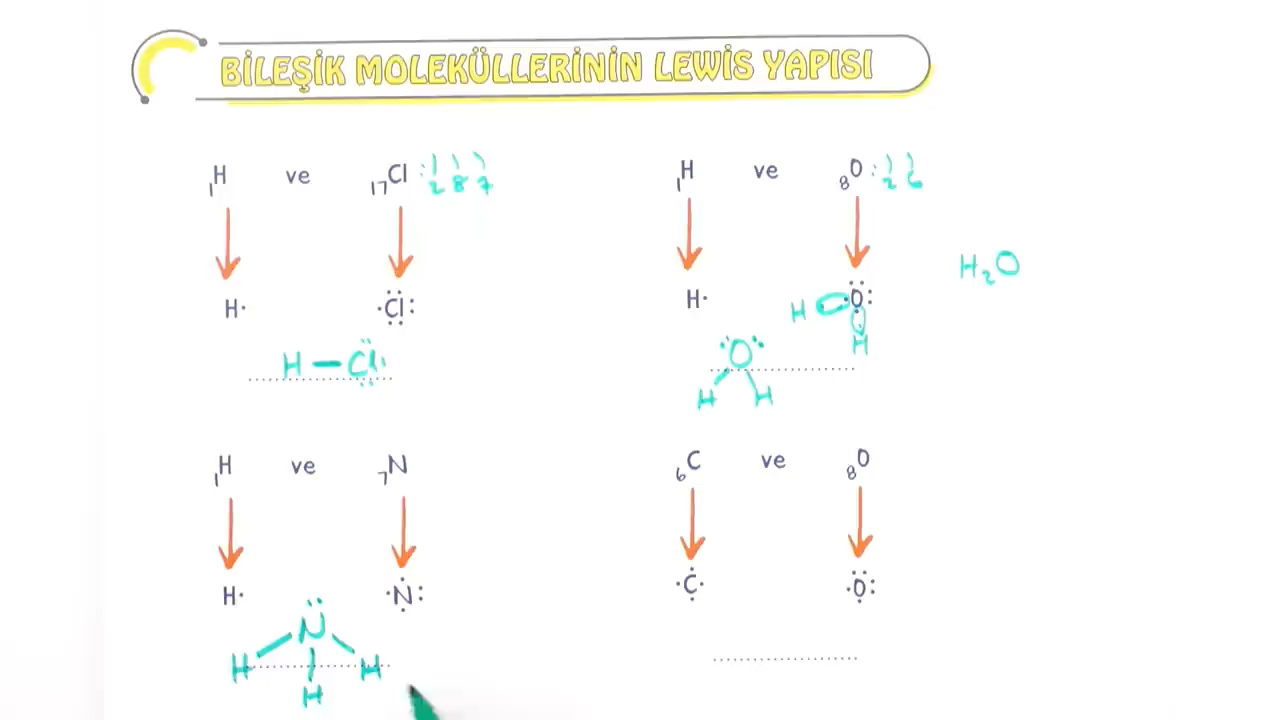 BİLEŞİK MOLEKÜLLERİNİN LEWİS YAPISI
₁H ve ₁₇Cl : 2 8 7
H· ·Cl:
H — Cl
₁H ve ₈O : 2 6
H· ·O:
H
H
H₂O
O
H H
₁H ve ₇N
H· ·N:
N
H H
H
₆C ve ₈O
·C· ·O: